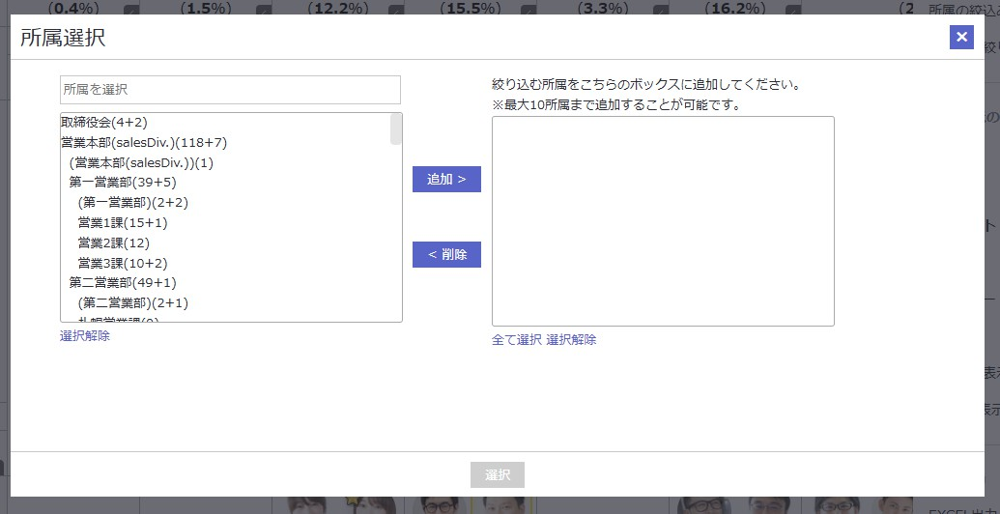 (0.4%) (1.5%) (12.2%) (15.5%) (3.3%) (16.2%)
所属選択
所属を選択
取締役会(4+2)
営業本部(salesDiv.)(118+7)
(営業本部(salesDiv.))(1)
第一営業部(39+5)
(第一営業部)(2+2)
営業1課(15+1)
営業2課(12)
営業3課(10+2)
第二営業部(49+1)
(第二営業部)(2+1)
選択解除
追加 >
< 削除
絞り込む所属をこちらのボックスに追加してください。
※最大10所属まで追加することが可能です。
全て選択 選択解除
選択